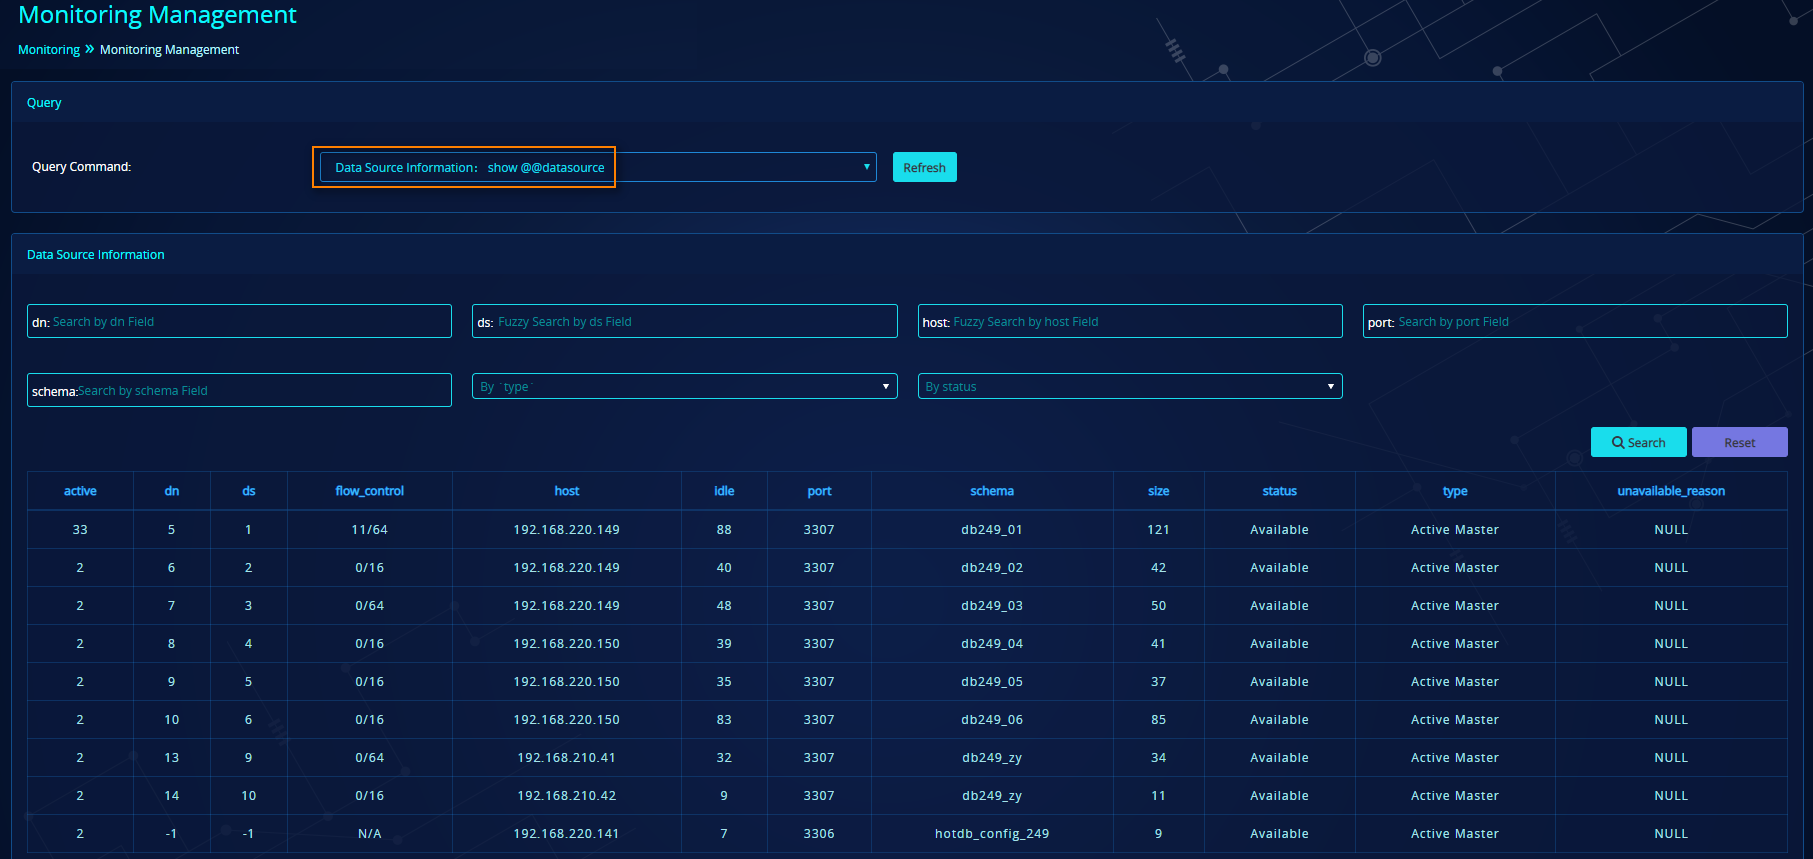 Monitoring Management
Monitoring » Monitoring Management
Query
Query Command: Data Source Information： show @@datasource Refresh
Data Source Information
dn: Search by dn Field ds: Fuzzy Search by ds Field host: Fuzzy Search by host Field port: Search by port Field
schema:Search by schema Field By `type` By status
Search Reset
active dn ds flow_control host idle port schema size status type unavailable_reason
33 5 1 11/64 192.168.220.149 88 3307 db249_01 121 Available Active Master NULL
2 6 2 0/16 192.168.220.149 40 3307 db249_02 42 Available Active Master NULL
2 7 3 0/64 192.168.220.149 48 3307 db249_03 50 Available Active Master NULL
2 8 4 0/16 192.168.220.150 39 3307 db249_04 41 Available Active Master NULL
2 9 5 0/16 192.168.220.150 35 3307 db249_05 37 Available Active Master NULL
2 10 6 0/16 192.168.220.150 83 3307 db249_06 85 Available Active Master NULL
2 13 9 0/64 192.168.210.41 32 3307 db249_zy 34 Available Active Master NULL
2 14 10 0/16 192.168.210.42 9 3307 db249_zy 11 Available Active Master NULL
2 -1 -1 N/A 192.168.220.141 7 3306 hotdb_config_249 9 Available Active Master NULL